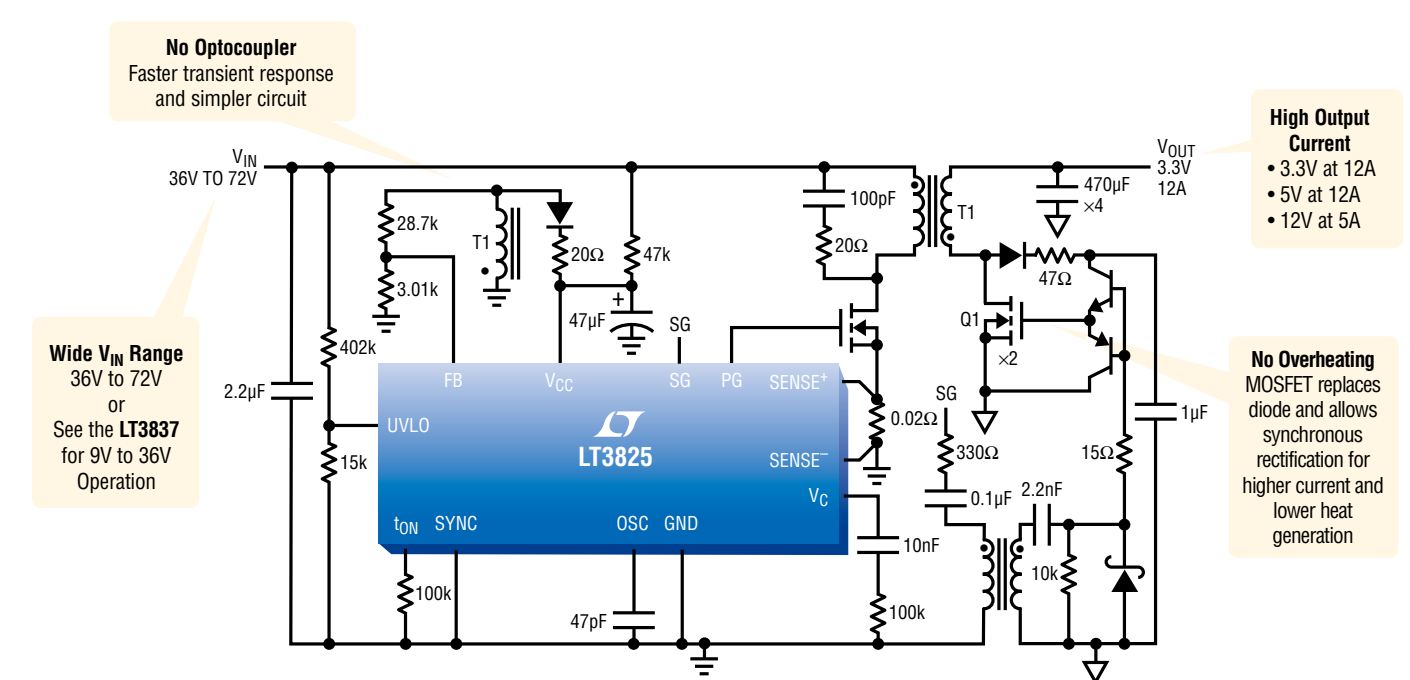 No Optocoupler
Faster transient response
and simpler circuit
High Output
Current
• 3.3V at 12A
• 5V at 12A
• 12V at 5A
VIN
36V TO 72V
VOUT
3.3V
12A
28.7k
T1
20Ω
47k
100pF
20Ω
T1
470µF
×4
3.01k
47µF
+
SG
47Ω
Q1
×2
Wide VIN Range
36V to 72V
or
See the LT3837
for 9V to 36V
Operation
402k
2.2µF
15k
FB
VCC
SG
PG
SENSE+
UVLO
LT3825
SENSE–
VC
tON
SYNC
OSC
GND
0.02Ω
SG
330Ω
0.1µF
2.2nF
15Ω
1µF
No Overheating
MOSFET replaces
diode and allows
synchronous
rectification for
higher current and
lower heat
generation
100k
47pF
10nF
100k
10k